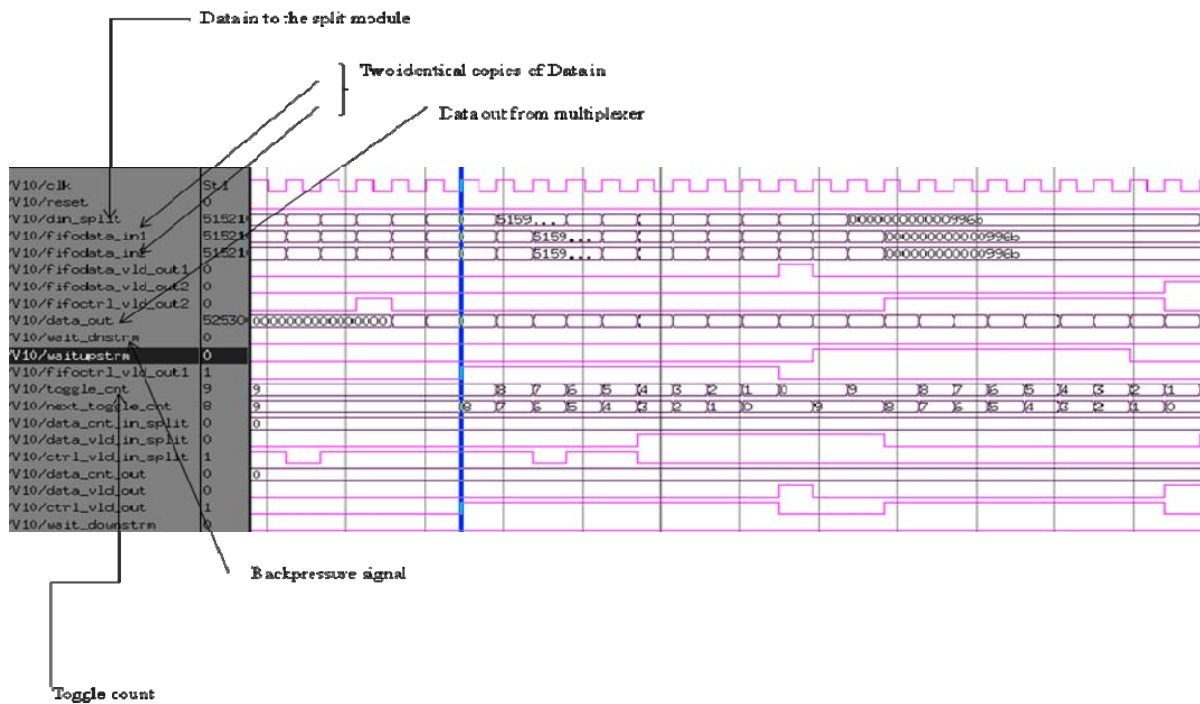 Data in to the split module
Two identical copies of Data in
Data out from multiplexer
V10/clk St1
V10/reset 0
V10/din_split 515210 5159... 000000000000996b
V10/fifodata_in1 515210 5159... 000000000000996b
V10/fifodata_in2 515210 5159... 000000000000996b
V10/fifodata_vld_out1 0
V10/fifodata_vld_out2 0
V10/fifoctrl_vld_out2 0
V10/data_out 525300 0000000000000000
V10/wait_dnstrm 0
V10/waitupstrm 0
V10/fifoctrl_vld_out1 1
V10/toggle_cnt 9 9 8 7 6 5 4 3 2 1 0 9 8 7 6 5 4 3 2 1
V10/next_toggle_cnt 8 9 8 7 6 5 4 3 2 1 0 9 8 7 6 5 4 3 2 1 0
V10/data_cnt_in_split 0 0
V10/data_vld_in_split 0
V10/ctrl_vld_in_split 1
V10/data_cnt_out 0 0
V10/data_vld_out 0
V10/ctrl_vld_out 1
V10/wait_downstrm 0
Backpressure signal
Toggle count